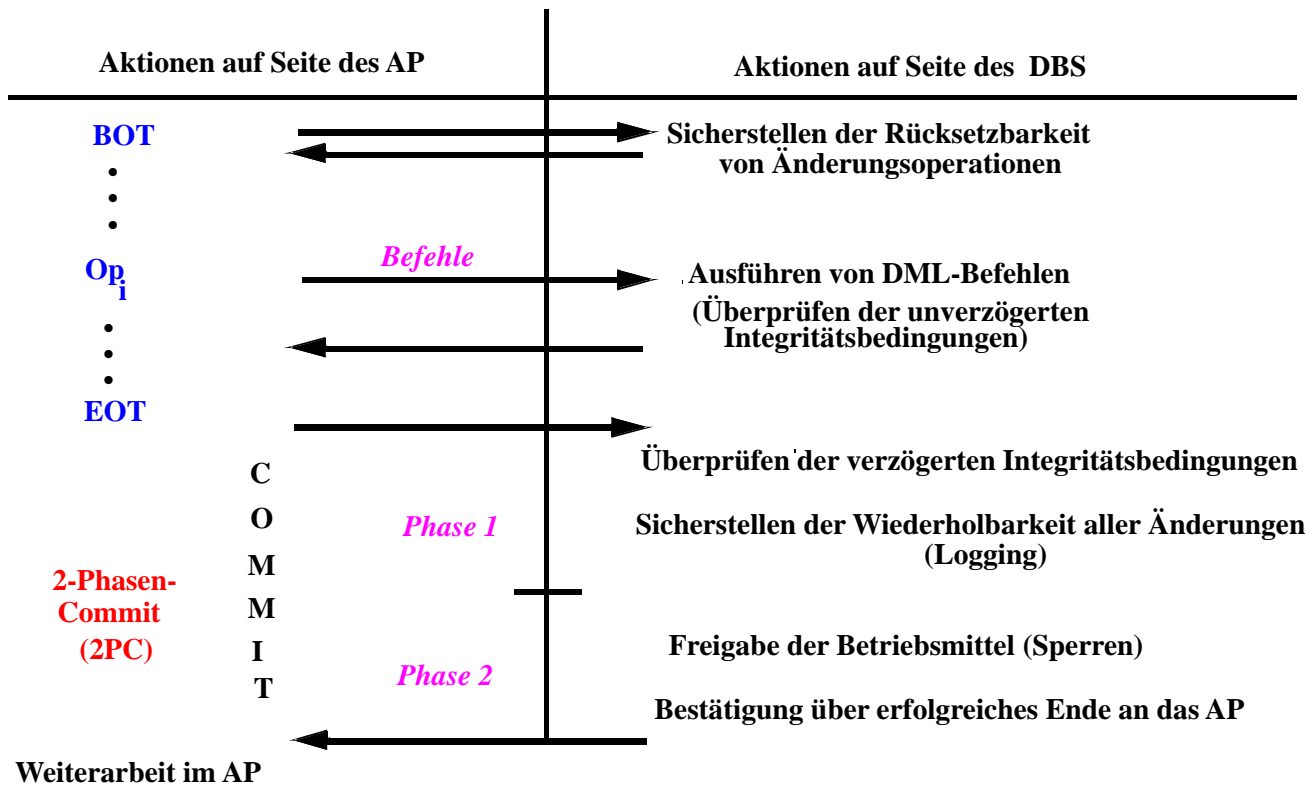 Aktionen auf Seite des AP
Aktionen auf Seite des DBS
BOT
Sicherstellen der Rücksetzbarkeit
von Änderungsoperationen
Op i
Befehle
Ausführen von DML-Befehlen
(Überprüfen der unverzögerten
Integritätsbedingungen)
EOT
Überprüfen der verzögerten Integritätsbedingungen
C
O
M
M
I
T
Phase 1
Sicherstellen der Wiederholbarkeit aller Änderungen
(Logging)
2-Phasen-
Commit
(2PC)
Freigabe der Betriebsmittel (Sperren)
Phase 2
Bestätigung über erfolgreiches Ende an das AP
Weiterarbeit im AP